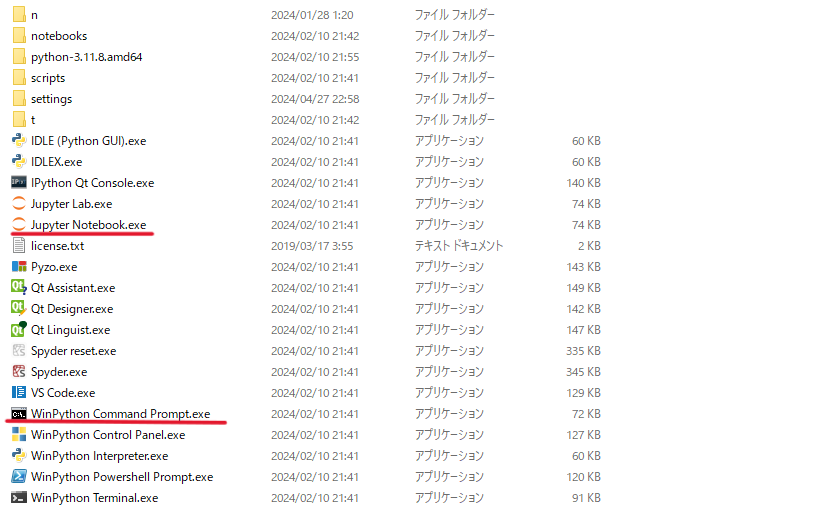 n 2024/01/28 1:20 ファイル フォルダー
notebooks 2024/02/10 21:42 ファイル フォルダー
python-3.11.8.amd64 2024/02/10 21:55 ファイル フォルダー
scripts 2024/02/10 21:41 ファイル フォルダー
settings 2024/04/27 22:58 ファイル フォルダー
t 2024/02/10 21:42 ファイル フォルダー
IDLE (Python GUI).exe 2024/02/10 21:41 アプリケーション 60 KB
IDLEX.exe 2024/02/10 21:41 アプリケーション 60 KB
IPython Qt Console.exe 2024/02/10 21:41 アプリケーション 140 KB
Jupyter Lab.exe 2024/02/10 21:41 アプリケーション 74 KB
Jupyter Notebook.exe 2024/02/10 21:41 アプリケーション 74 KB
license.txt 2019/03/17 3:55 テキスト ドキュメント 2 KB
Pyzo.exe 2024/02/10 21:41 アプリケーション 143 KB
Qt Assistant.exe 2024/02/10 21:41 アプリケーション 149 KB
Qt Designer.exe 2024/02/10 21:41 アプリケーション 142 KB
Qt Linguist.exe 2024/02/10 21:41 アプリケーション 147 KB
Spyder reset.exe 2024/02/10 21:41 アプリケーション 335 KB
Spyder.exe 2024/02/10 21:41 アプリケーション 345 KB
VS Code.exe 2024/02/10 21:41 アプリケーション 129 KB
WinPython Command Prompt.exe 2024/02/10 21:41 アプリケーション 72 KB
WinPython Control Panel.exe 2024/02/10 21:41 アプリケーション 127 KB
WinPython Interpreter.exe 2024/02/10 21:41 アプリケーション 60 KB
WinPython Powershell Prompt.exe 2024/02/10 21:41 アプリケーション 120 KB
WinPython Terminal.exe 2024/02/10 21:41 アプリケーション 91 KB